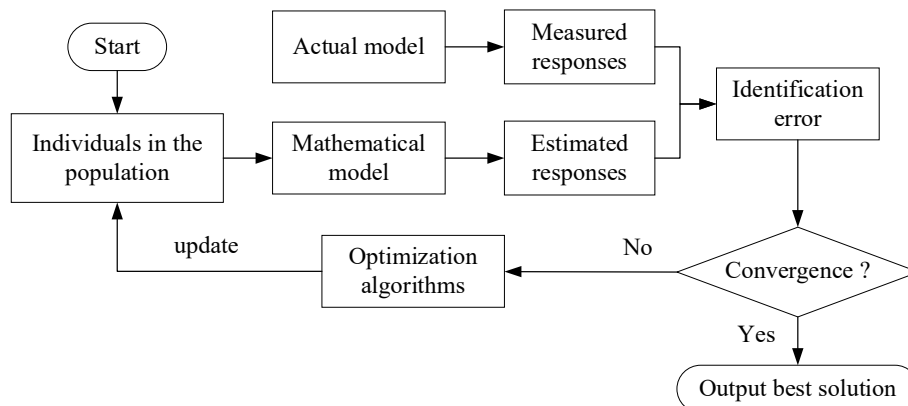 Start
Actual model
Measured
responses
Identification
error
Individuals in the
population
Mathematical
model
Estimated
responses
update
Optimization
algorithms
No
Convergence ?
Yes
Output best solution